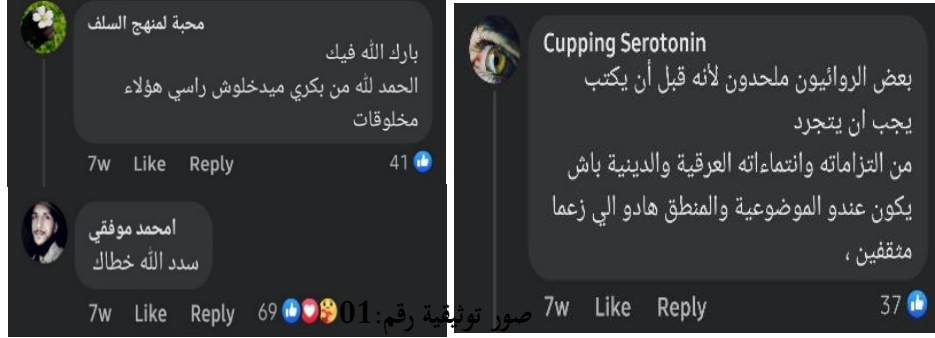 محبة لمنهج السلف
بارك الله فيك
الحمد لله من بكري ميدخلوش راسي هؤلاء
مخلوقات
7w Like Reply 41
امحمد موفقي
سدد الله خطاك
7w Like Reply 69
Cupping Serotonin
بعض الروائيون ملحدون لأنه قبل أن يكتب
يجب ان يتجرد
من التزاماته وانتماءاته العرقية والدينية باش
يكون عندو الموضوعية والمنطق هادو الي زعما
مثقفين ،
7w Like Reply 37
صور توثيقية رقم:01